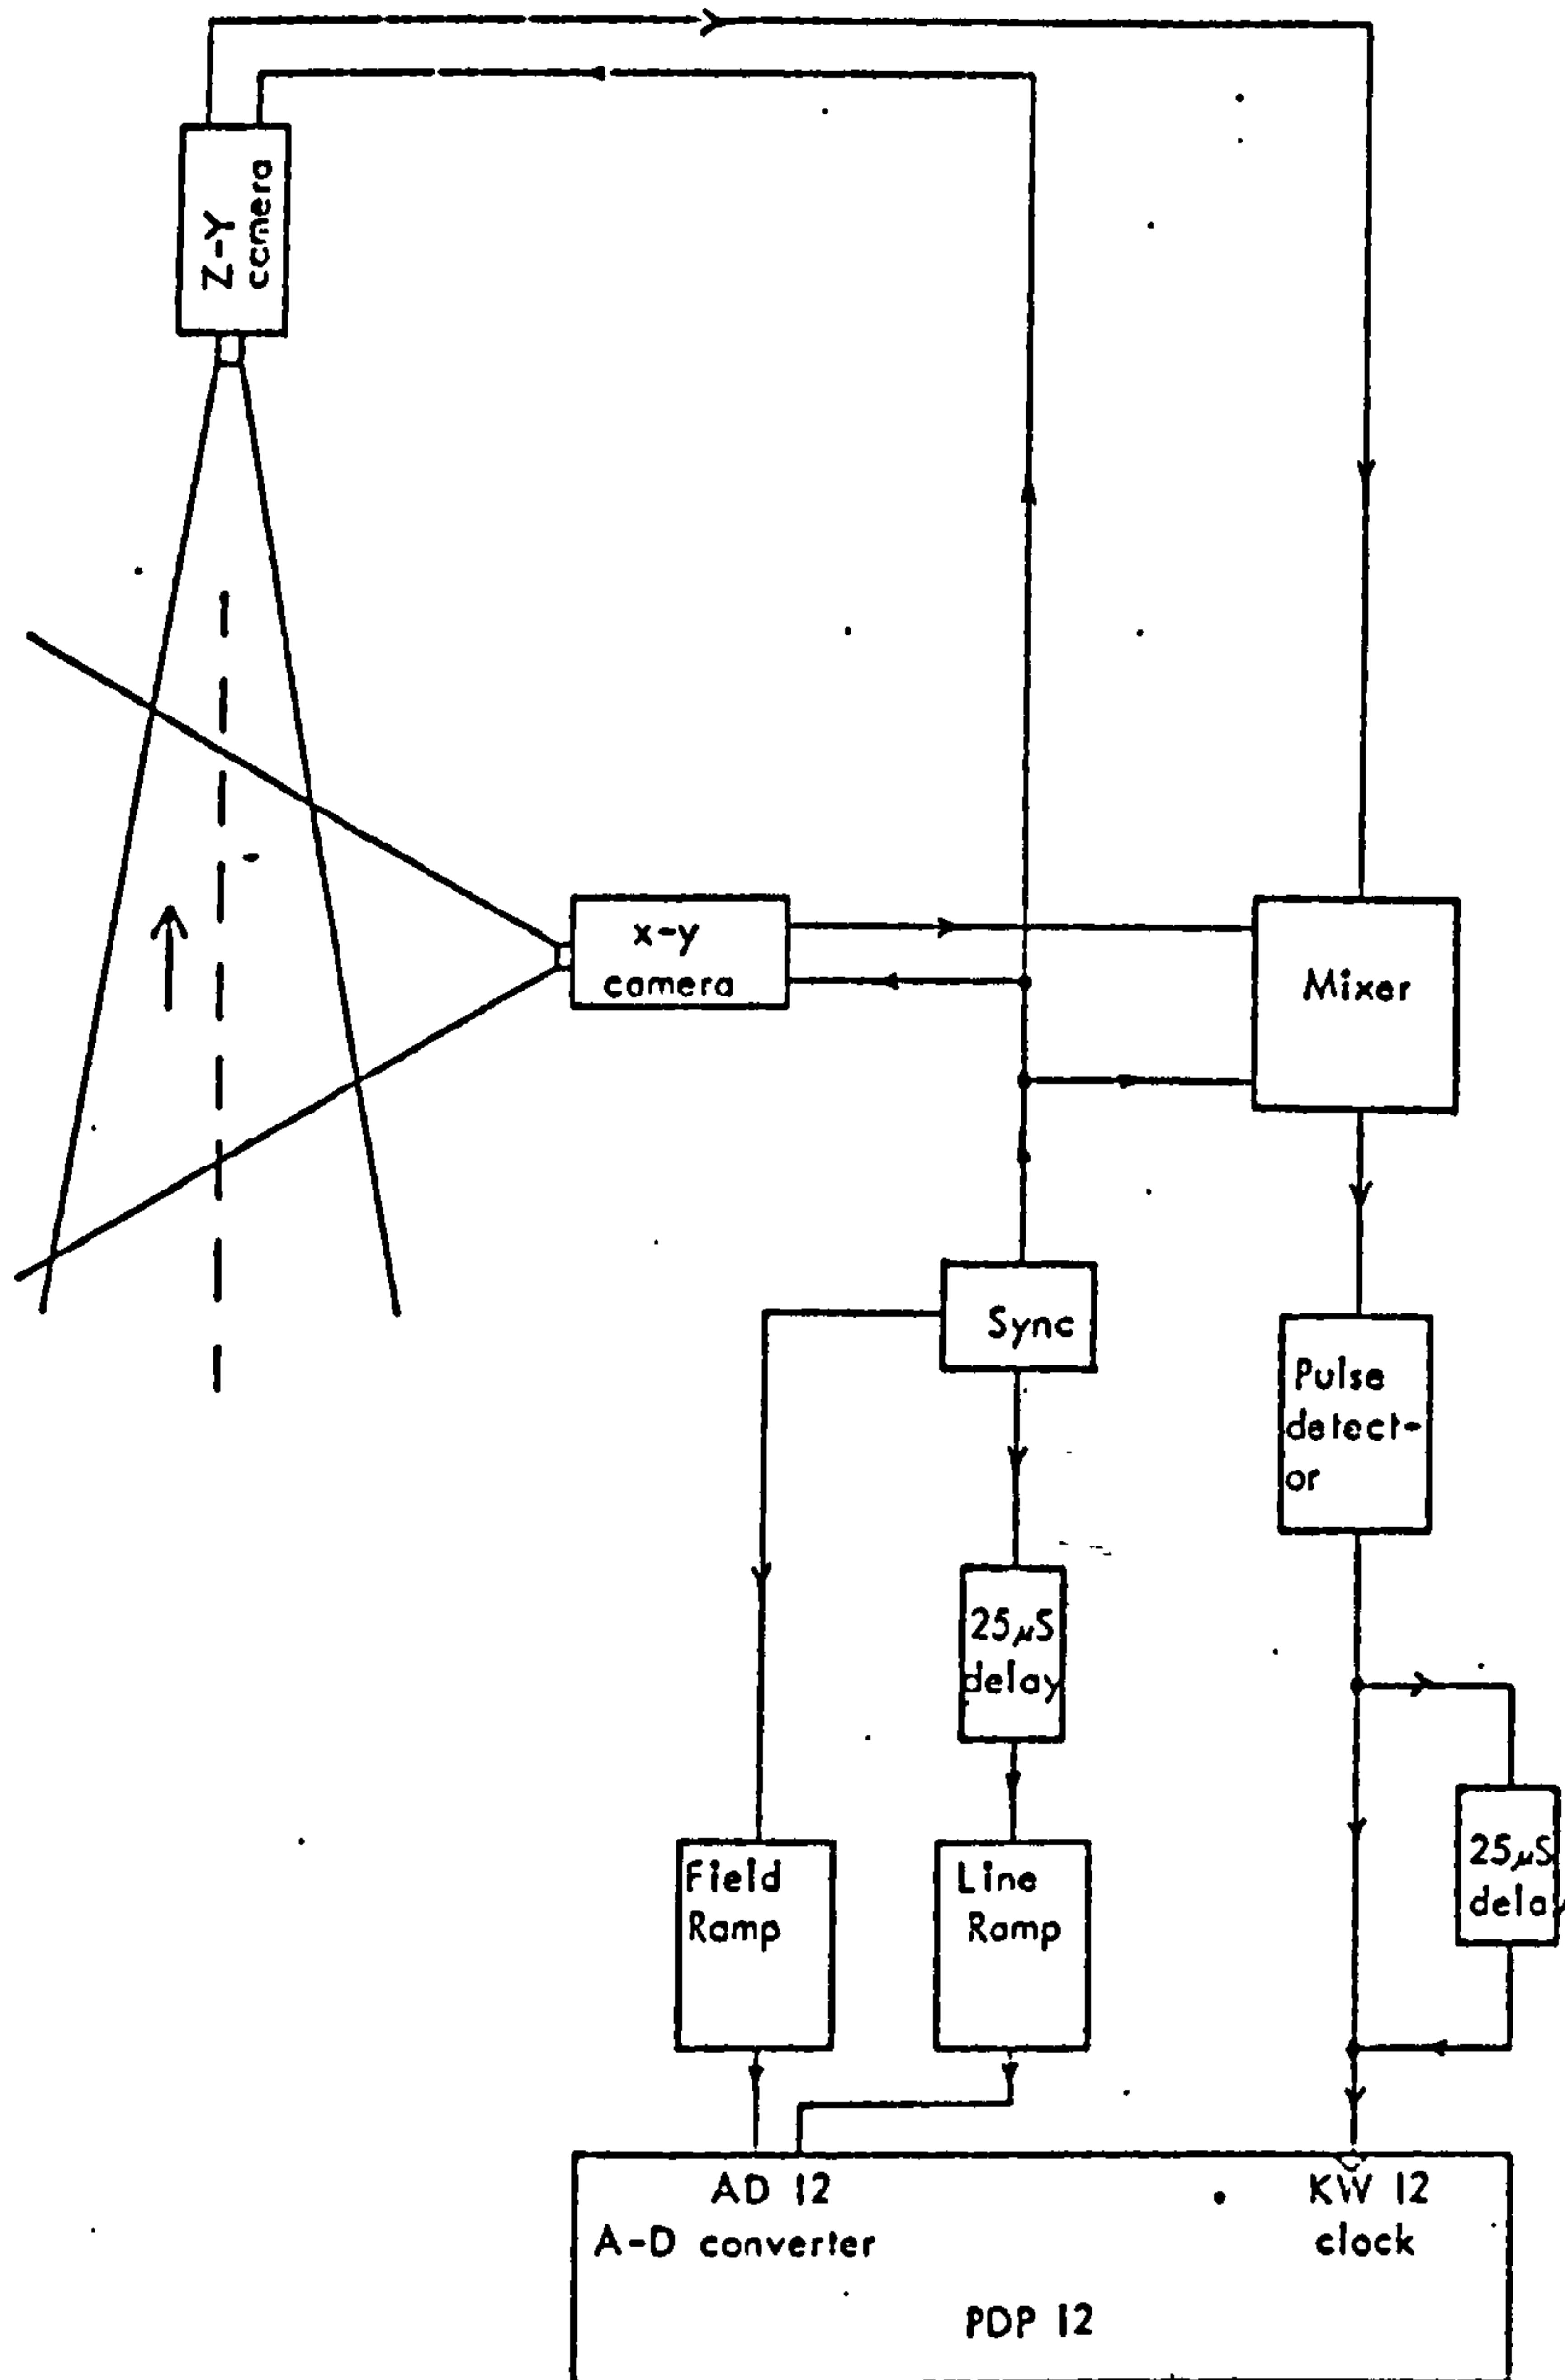 Z-Y
camera
x-y
camera
Mixer
Sync
Pulse
detect-
or
25μS
delay
25μS
delay
Field
Ramp
Line
Ramp
AD 12
A-D converter
KW 12
clock
PDP 12